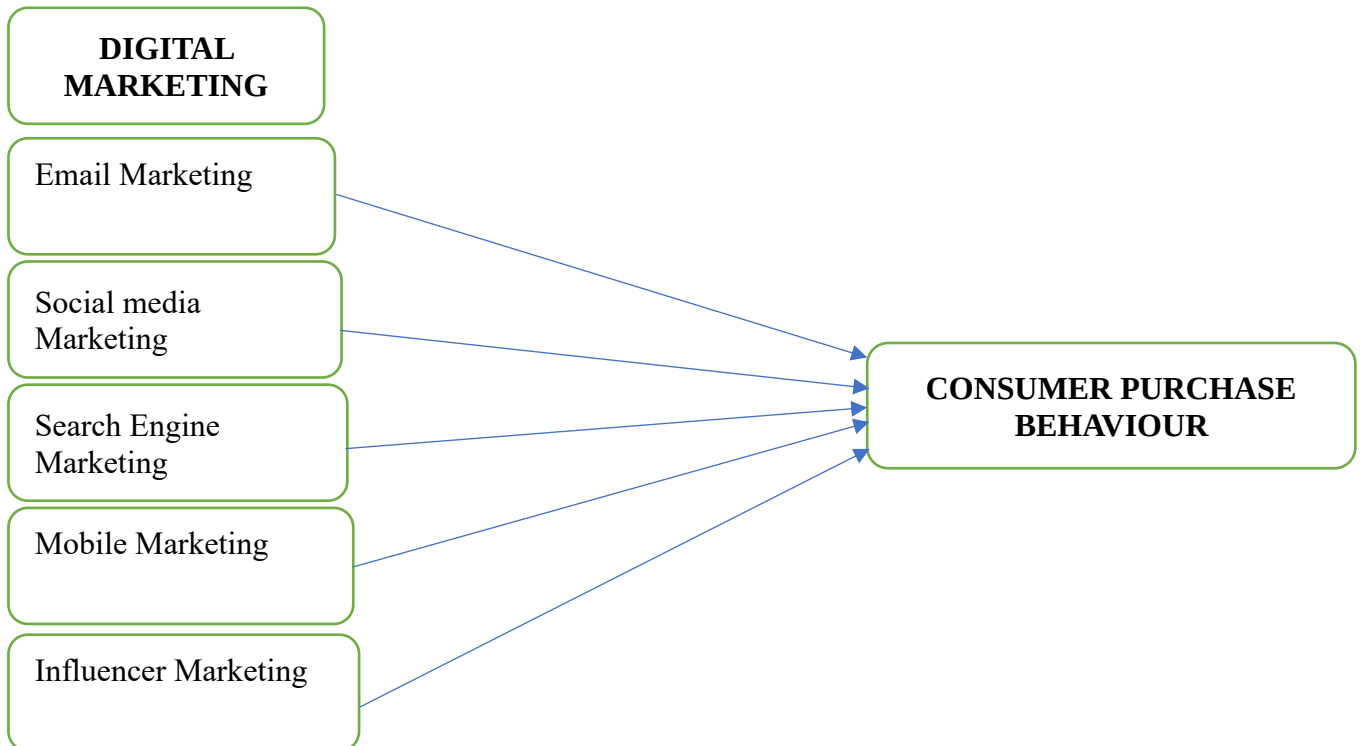 DIGITAL
MARKETING
Email Marketing
Social media
Marketing
Search Engine
Marketing
Mobile Marketing
Influencer Marketing
CONSUMER PURCHASE
BEHAVIOUR